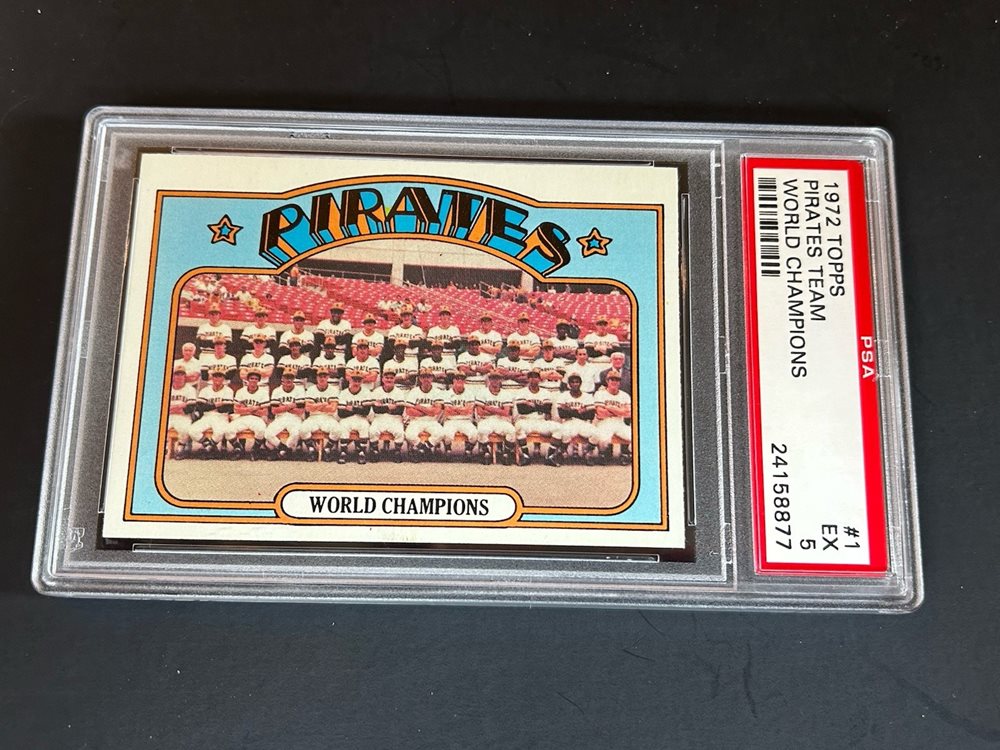 PIRATES
WORLD CHAMPIONS
1972 TOPPS
PIRATES TEAM
WORLD CHAMPIONS
#1
EX 5
24158877
PSA